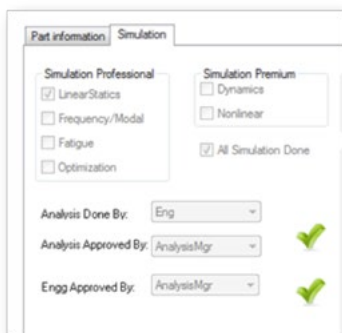 Part information Simulation
Simulation Professional
LinearStatics
Frequency/Modal
Fatigue
Optimization
Simulation Premium
Dynamics
Nonlinear
All Simulation Done
Analysis Done By: Eng
Analysis Approved By: AnalysisMgr
Engg Approved By: AnalysisMgr